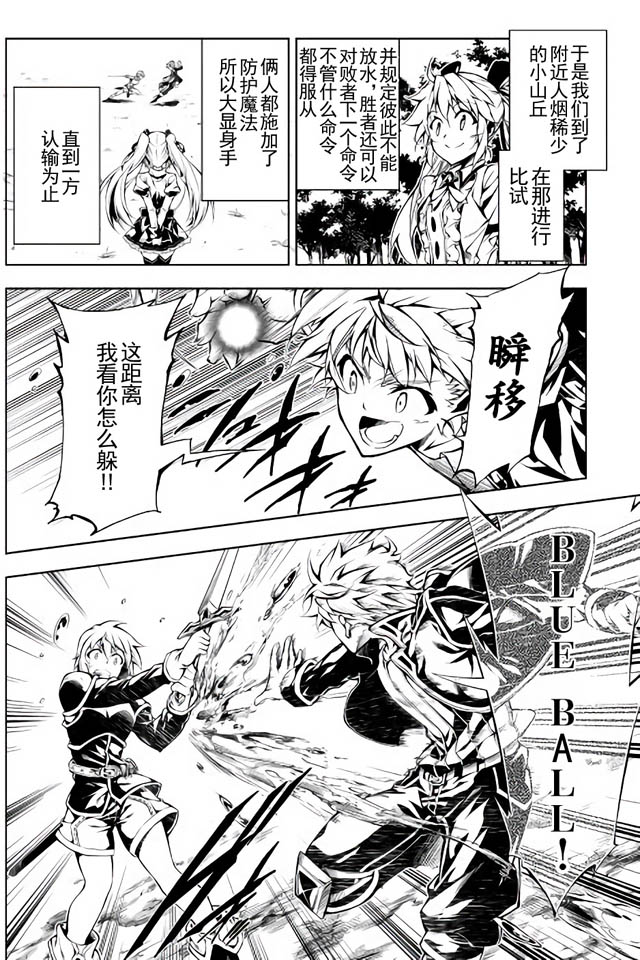 于是我们到了
附近人烟稀少
的小山丘
在那进行
比试
并规定彼此不能
放水，胜者还可以
对败者下一个命令
不管什么命令
都得服从
俩人都施加了
防护魔法
所以大显身手
直到一方
认输为止
瞬移
这距离
我看你怎么躲!!
BLUE BALL!